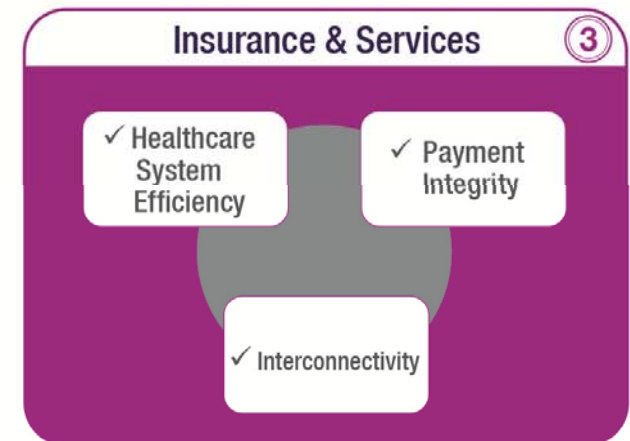 Insurance & Services
3
✓ Healthcare
System
Efficiency
✓ Payment
Integrity
✓ Interconnectivity